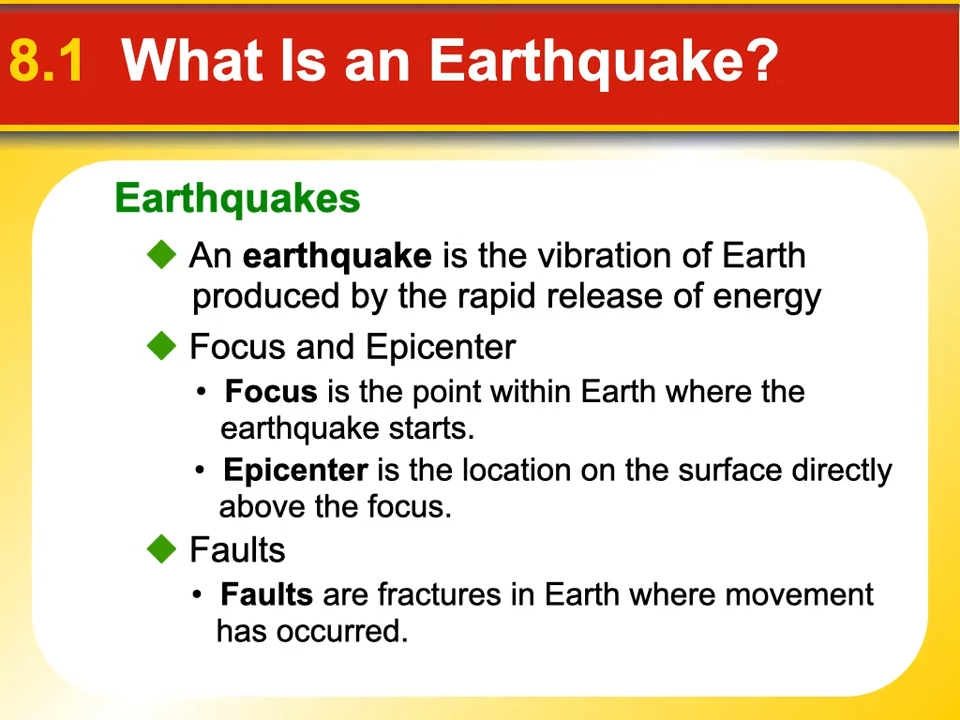 8.1 What Is an Earthquake?
Earthquakes
An earthquake is the vibration of Earth
produced by the rapid release of energy
Focus and Epicenter
• Focus is the point within Earth where the
earthquake starts.
• Epicenter is the location on the surface directly
above the focus.
Faults
• Faults are fractures in Earth where movement
has occurred.